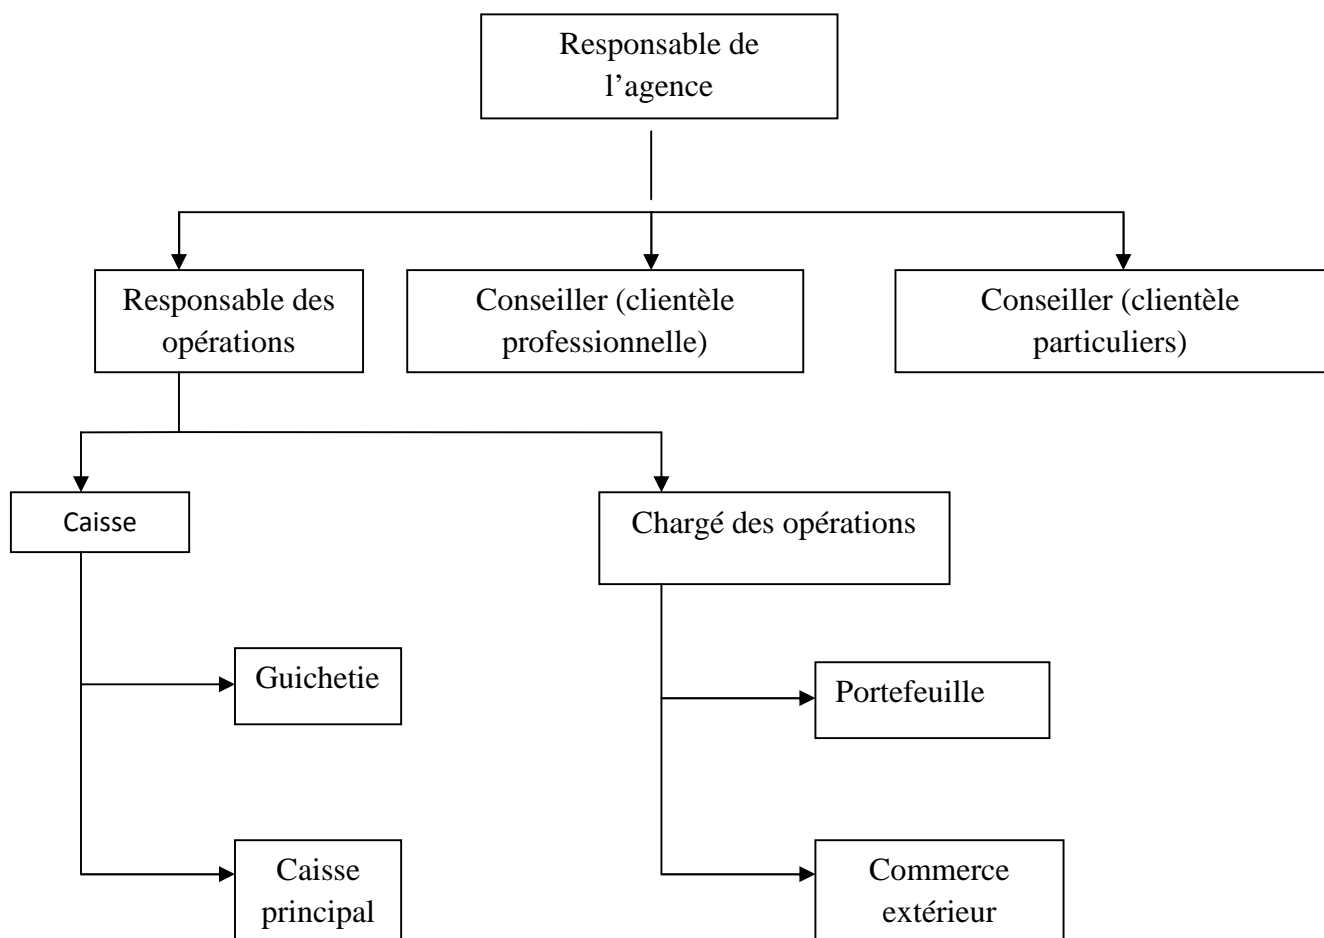 Responsable de
l’agence
Responsable des
opérations
Conseiller (clientèle
professionnelle)
Conseiller (clientèle
particuliers)
Caisse
Chargé des opérations
Guichetie
Portefeuille
Caisse
principal
Commerce
extérieur